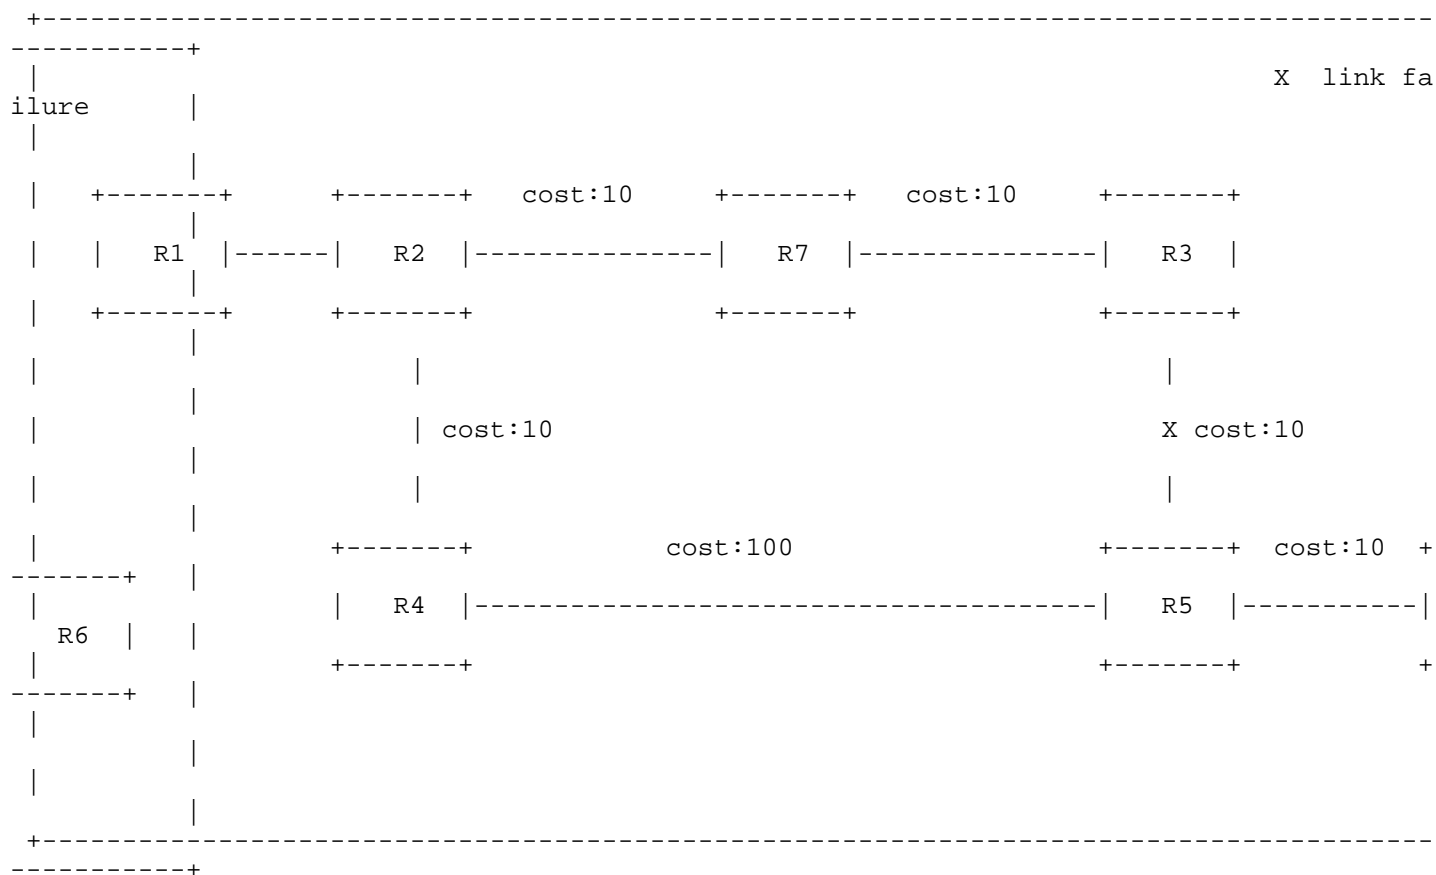 +---------------------------------------------------------------------------------------
-----------+
|                                                                             X  link fa
ilure      |
|
           |
|   +-------+      +-------+   cost:10     +-------+   cost:10     +-------+
           |
|   |   R1  |------|   R2  |---------------|   R7  |---------------|   R3  |
           |
|   +-------+      +-------+               +-------+               +-------+
           |
|                       |                                              |
           |
|                       | cost:10                                      X cost:10
           |
|                       |                                              |
           |
|                  +-------+            cost:100                   +-------+  cost:10  +
-------+   |
|                  |   R4  |---------------------------------------|   R5  |-----------|
   R6  |   |
|                  +-------+                                       +-------+           +
-------+   |
|
           |
|
           |
+---------------------------------------------------------------------------------------
-----------+